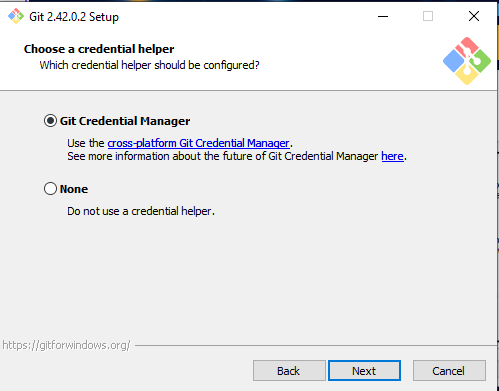 Git 2.42.0.2 Setup
Choose a credential helper
Which credential helper should be configured?
Git Credential Manager
Use the cross-platform Git Credential Manager.
See more information about the future of Git Credential Manager here.
None
Do not use a credential helper.
https://gitforwindows.org/
Back Next Cancel